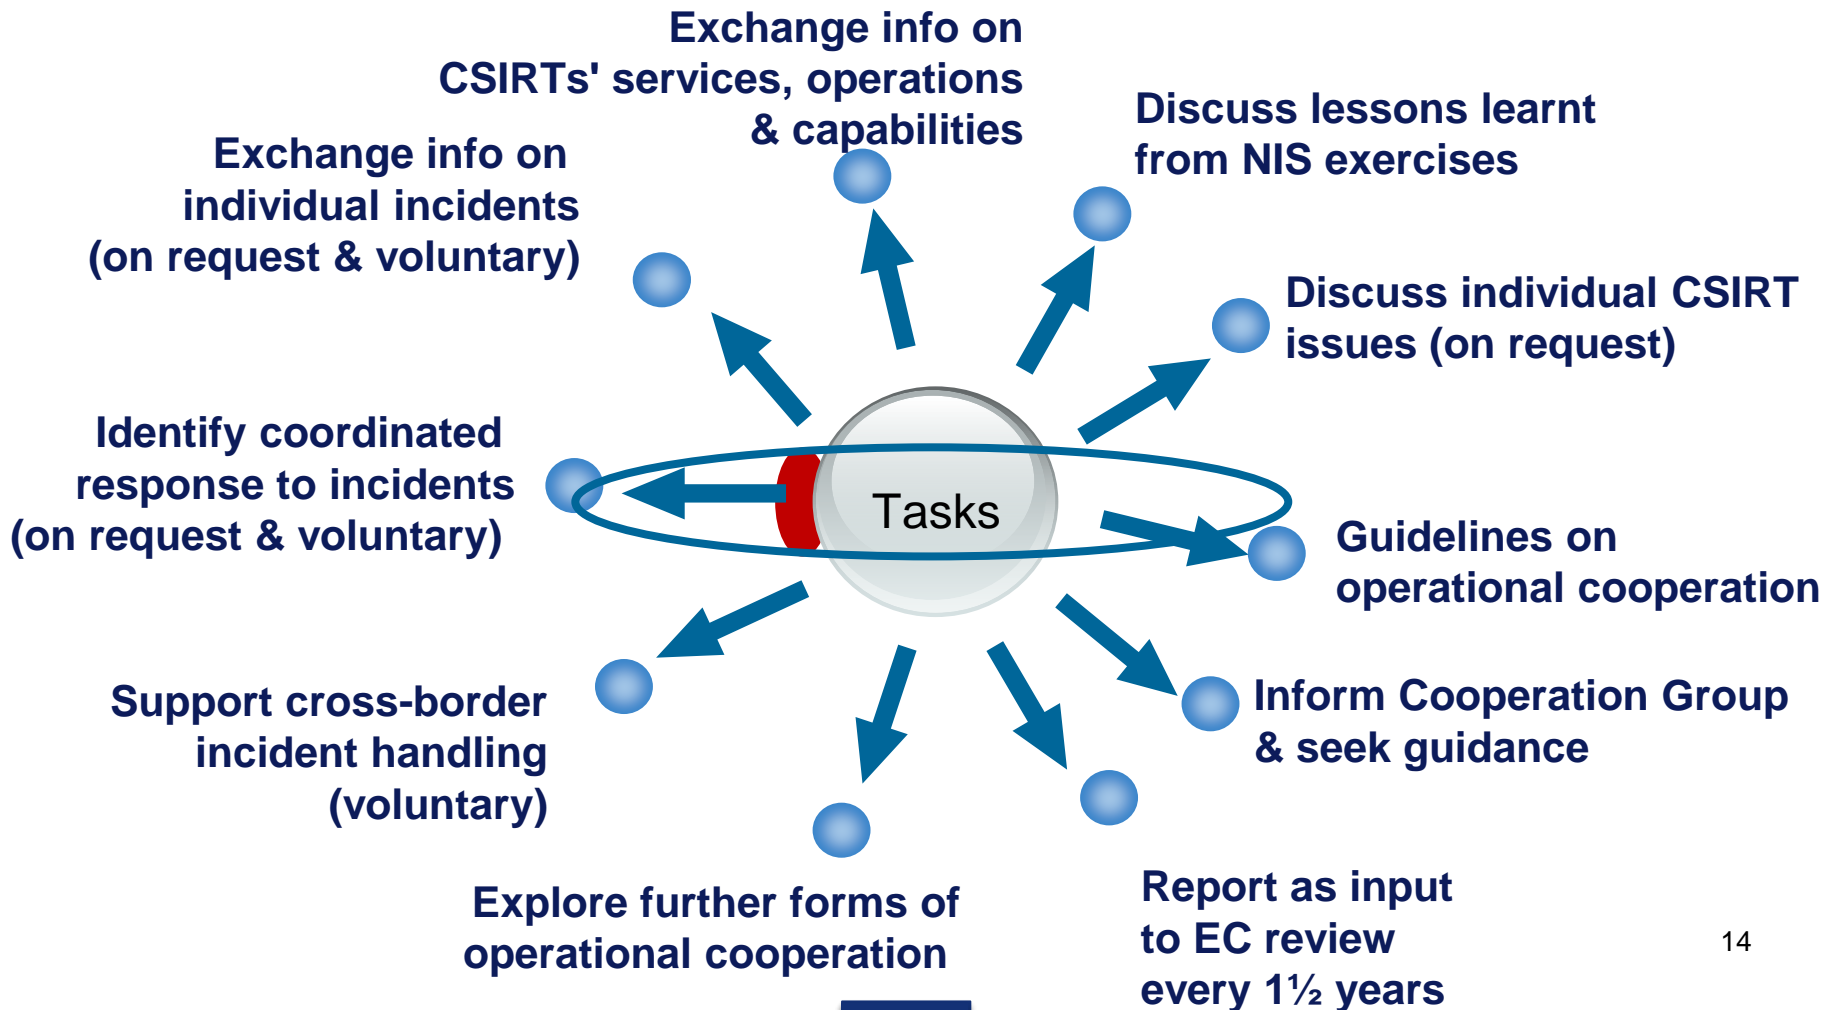 Exchange info on
CSIRTs' services, operations
& capabilities
Discuss lessons learnt
from NIS exercises
Exchange info on
individual incidents
(on request & voluntary)
Discuss individual CSIRT
issues (on request)
Identify coordinated
response to incidents
(on request & voluntary)
Tasks
Guidelines on
operational cooperation
Support cross-border
incident handling
(voluntary)
Inform Cooperation Group
& seek guidance
Explore further forms of
operational cooperation
Report as input
to EC review
every 1½ years
14